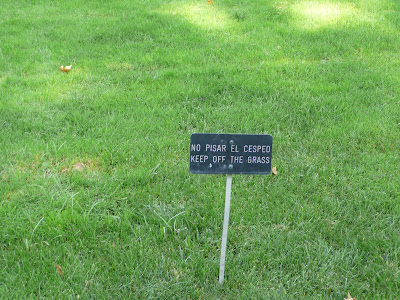 NO PISAR EL CESPED
KEEP OFF THE GRASS